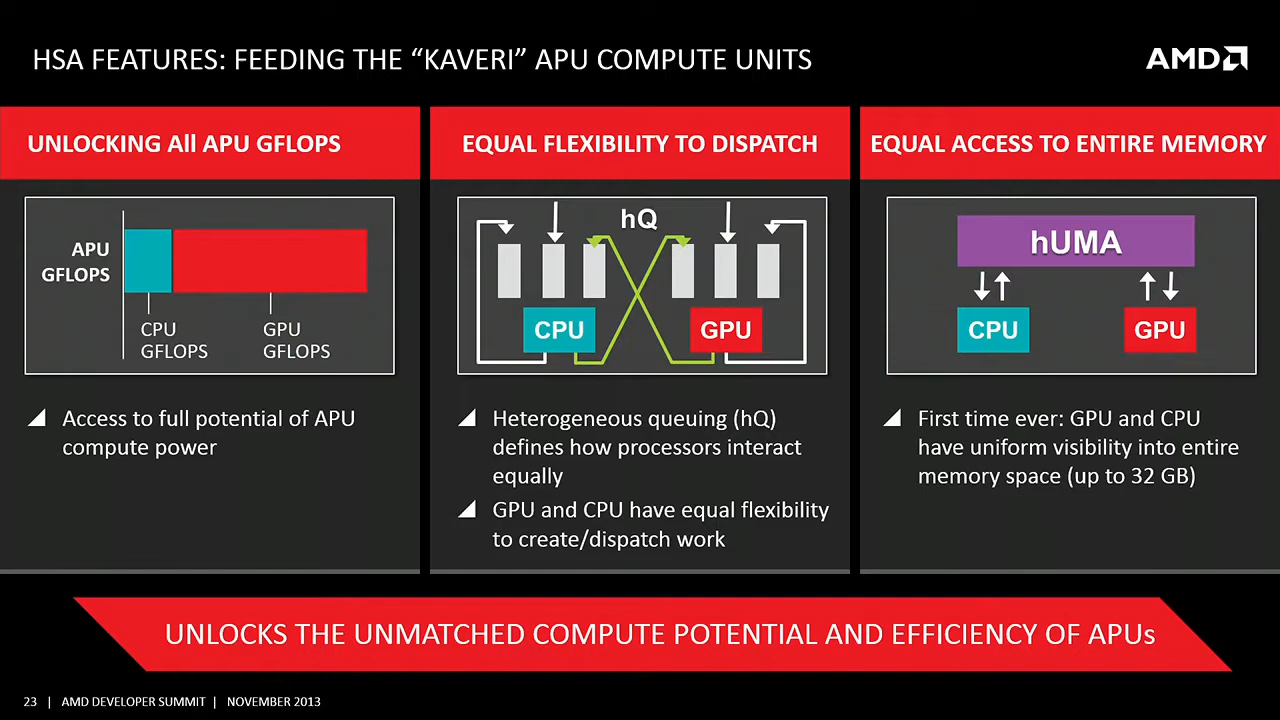 HSA FEATURES: FEEDING THE “KAVERI” APU COMPUTE UNITS
AMD
UNLOCKING All APU GFLOPS
APU
GFLOPS
CPU
GFLOPS
GPU
GFLOPS
Access to full potential of APU
compute power
EQUAL FLEXIBILITY TO DISPATCH
hQ
CPU
GPU
Heterogeneous queuing (hQ)
defines how processors interact
equally
GPU and CPU have equal flexibility
to create/dispatch work
EQUAL ACCESS TO ENTIRE MEMORY
hUMA
CPU
GPU
First time ever: GPU and CPU
have uniform visibility into entire
memory space (up to 32 GB)
UNLOCKS THE UNMATCHED COMPUTE POTENTIAL AND EFFICIENCY OF APUs
23 | AMD DEVELOPER SUMMIT | NOVEMBER 2013